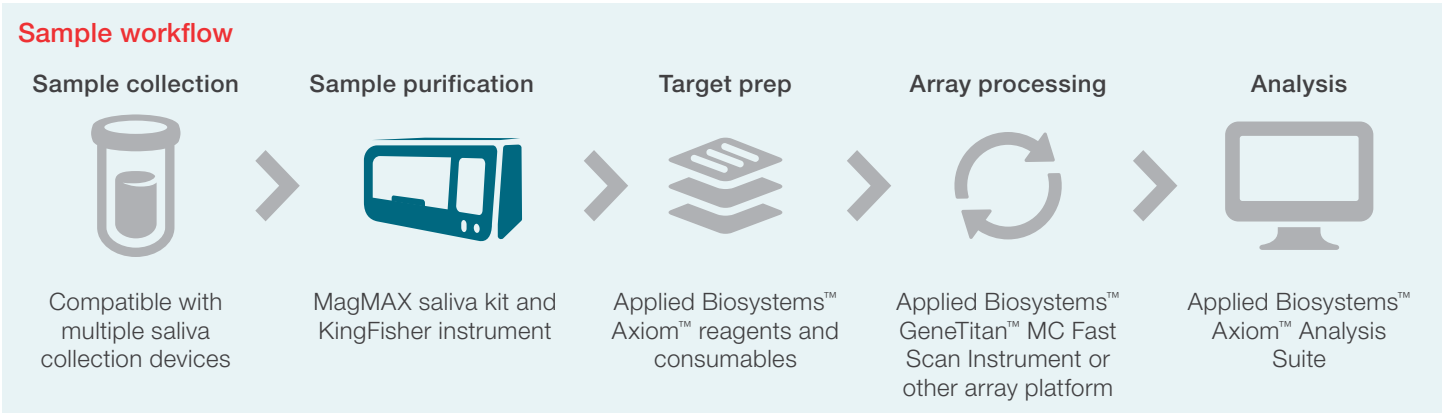 Sample workflow
Sample collection
Sample purification
Target prep
Array processing
Analysis
Compatible with
multiple saliva
collection devices
MagMAX saliva kit and
KingFisher instrument
Applied Biosystems™
Axiom™ reagents and
consumables
Applied Biosystems™
GeneTitan™ MC Fast
Scan Instrument or
other array platform
Applied Biosystems™
Axiom™ Analysis
Suite